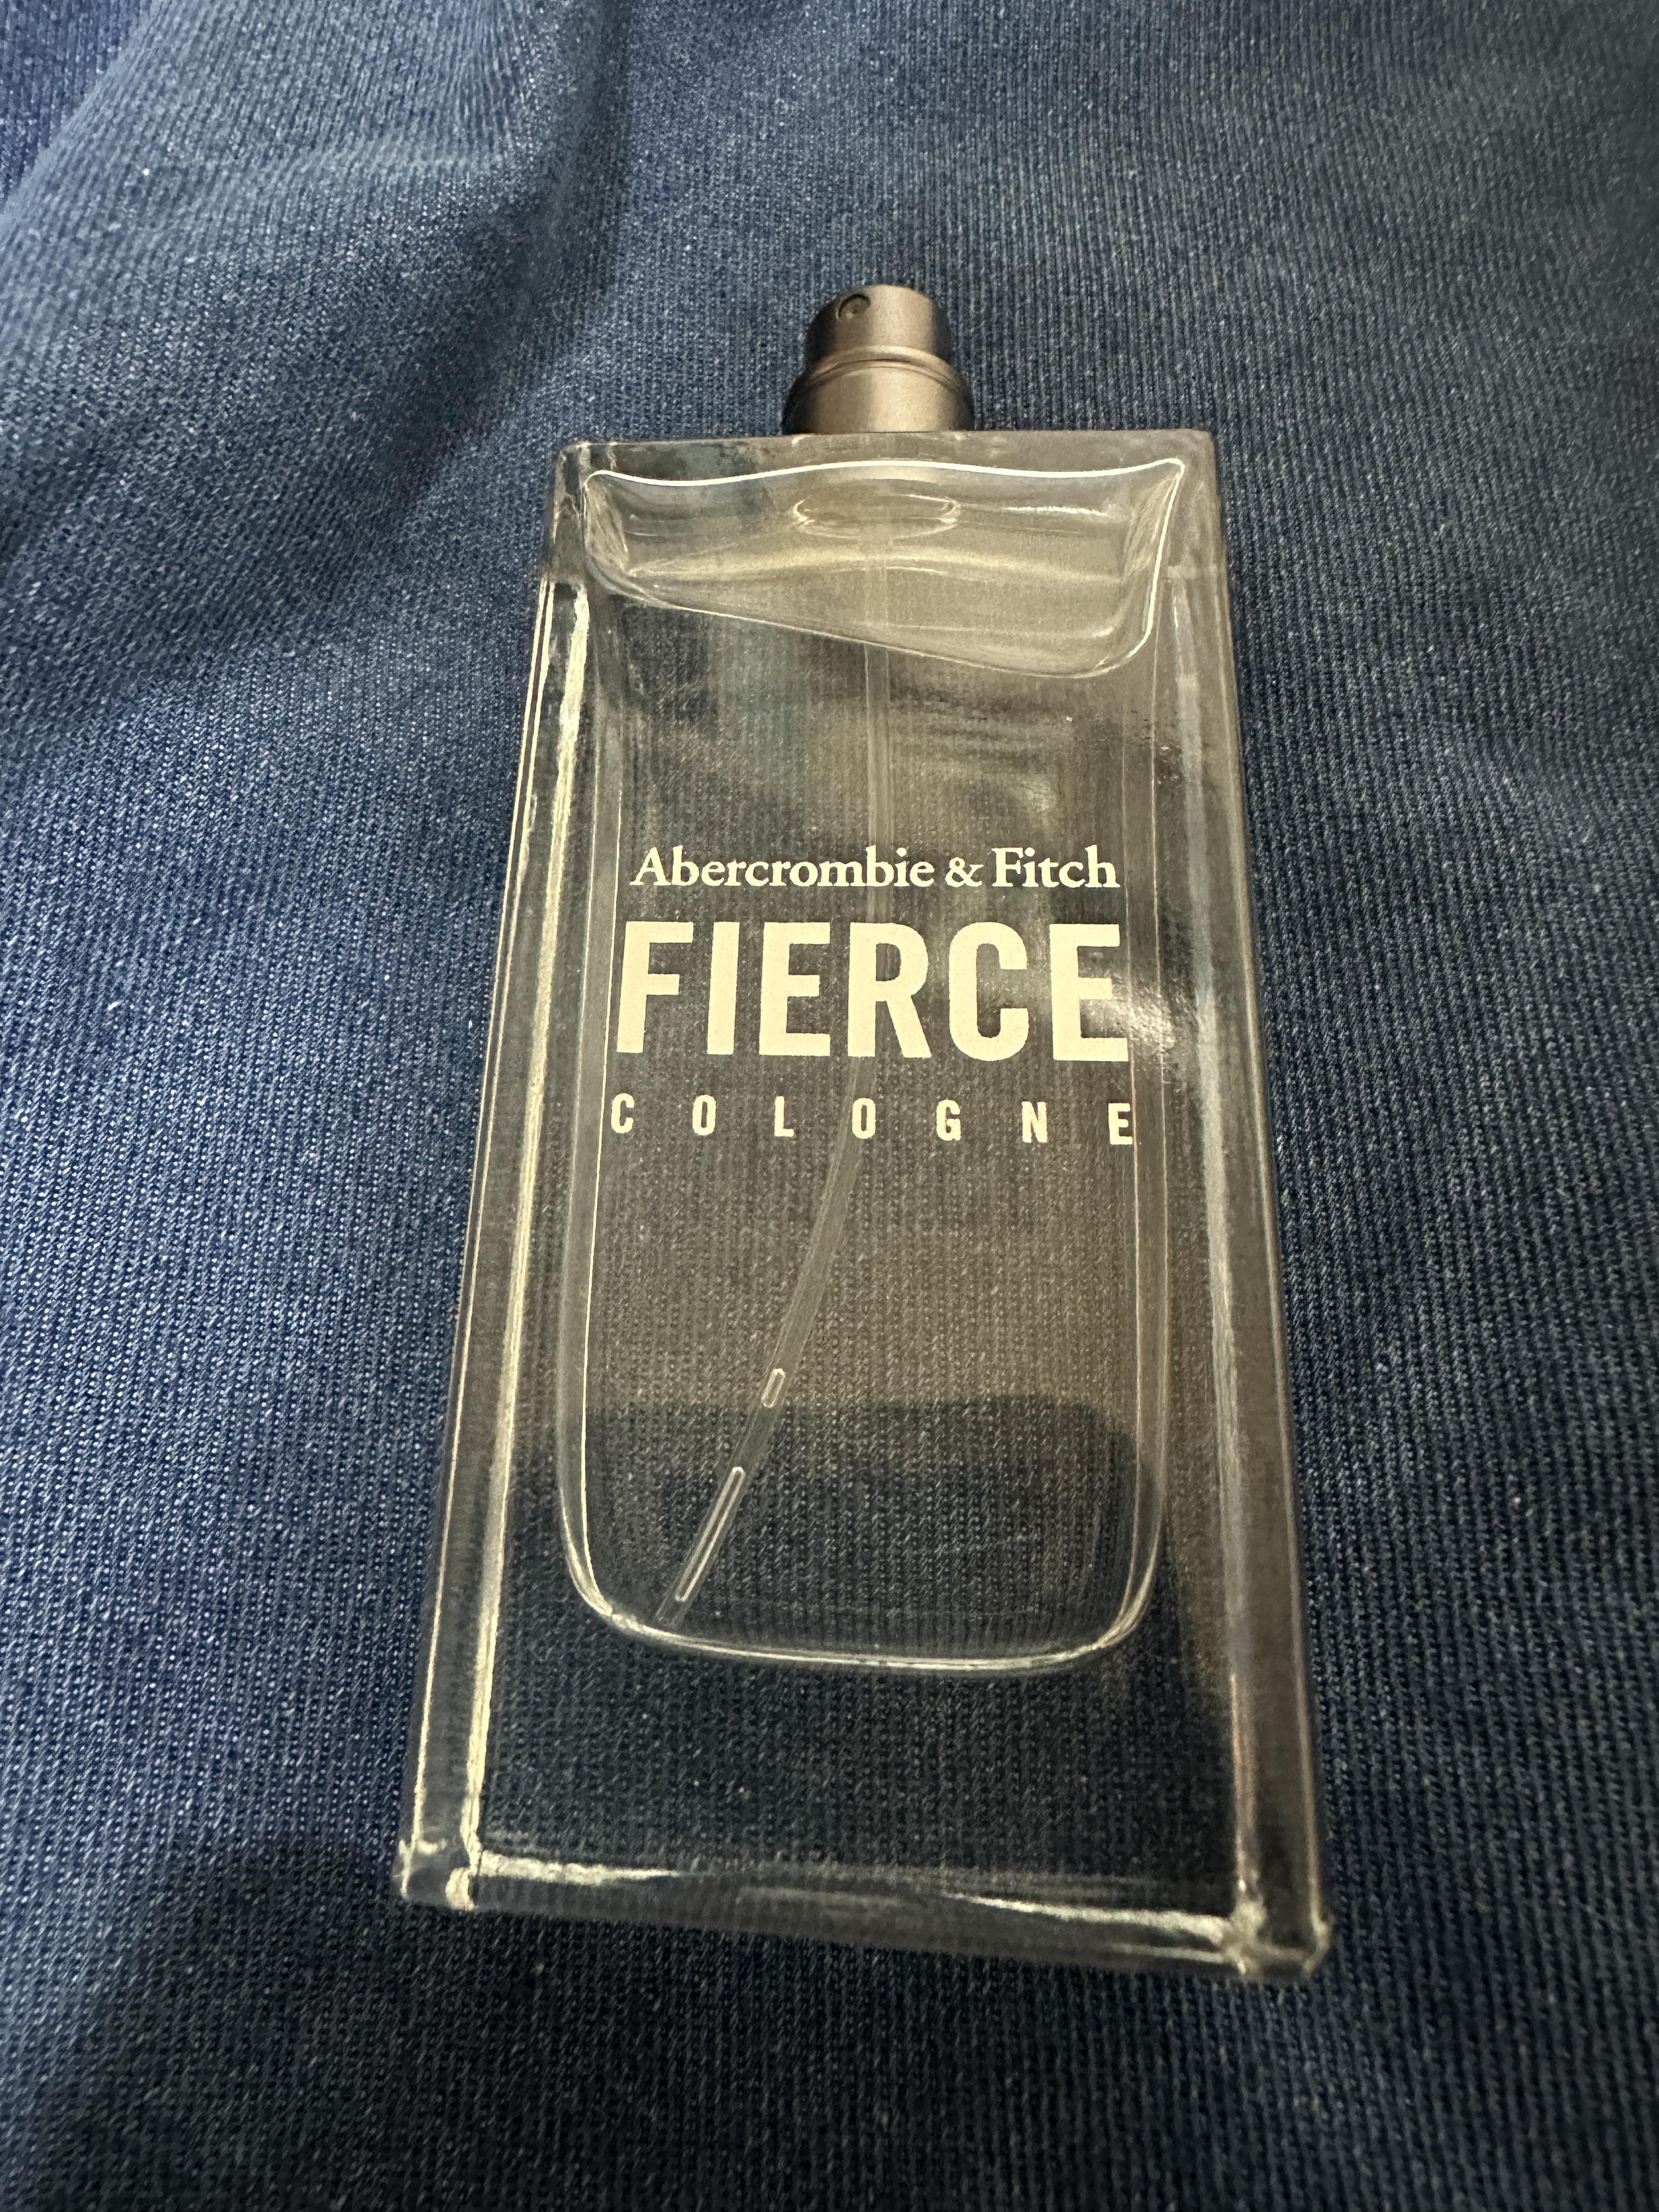 Abercrombie & Fitch
FIERCE
COLOGNE